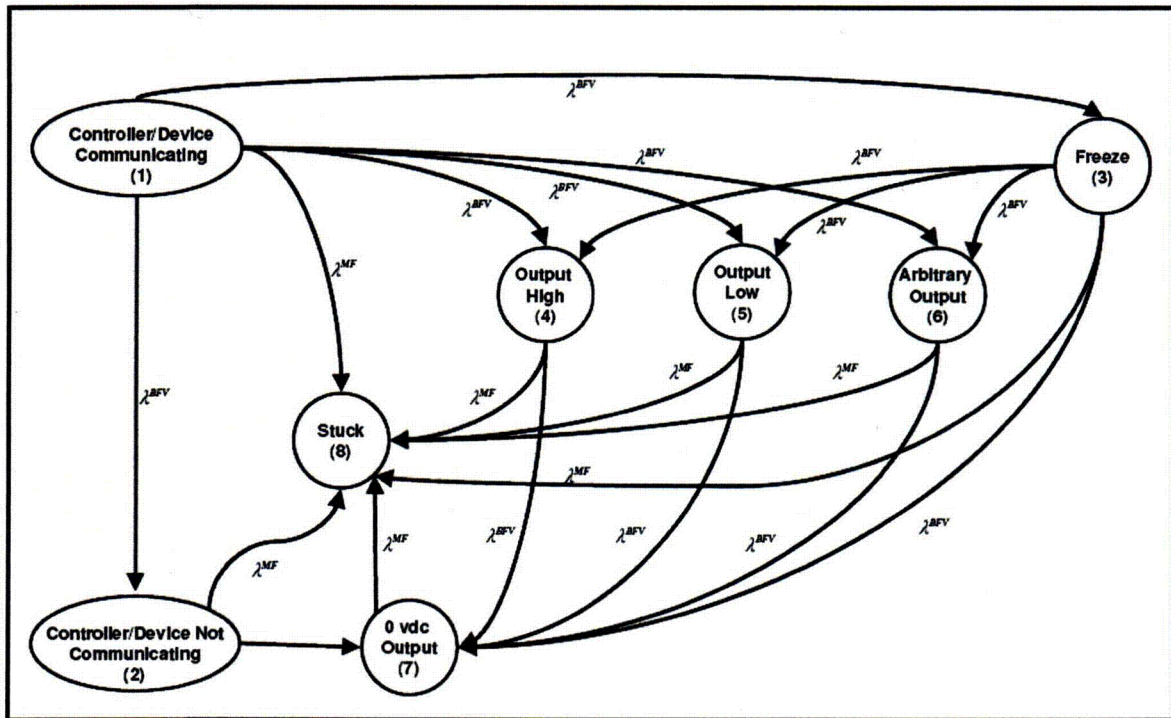 λBFV
Controller/Device
Communicating
(1)
Freeze
(3)
λBFV
λBFV
λBFV
λBFV
λBFV
λBFV
λMF
Output
High
(4)
Output
Low
(5)
Arbitrary
Output
(6)
λBFV
λMF
λMF
λMF
Stuck
(8)
λMF
λMF
λMF
λBFV
λBFV
λBFV
λBFV
Controller/Device Not
Communicating
(2)
0 vdc
Output
(7)